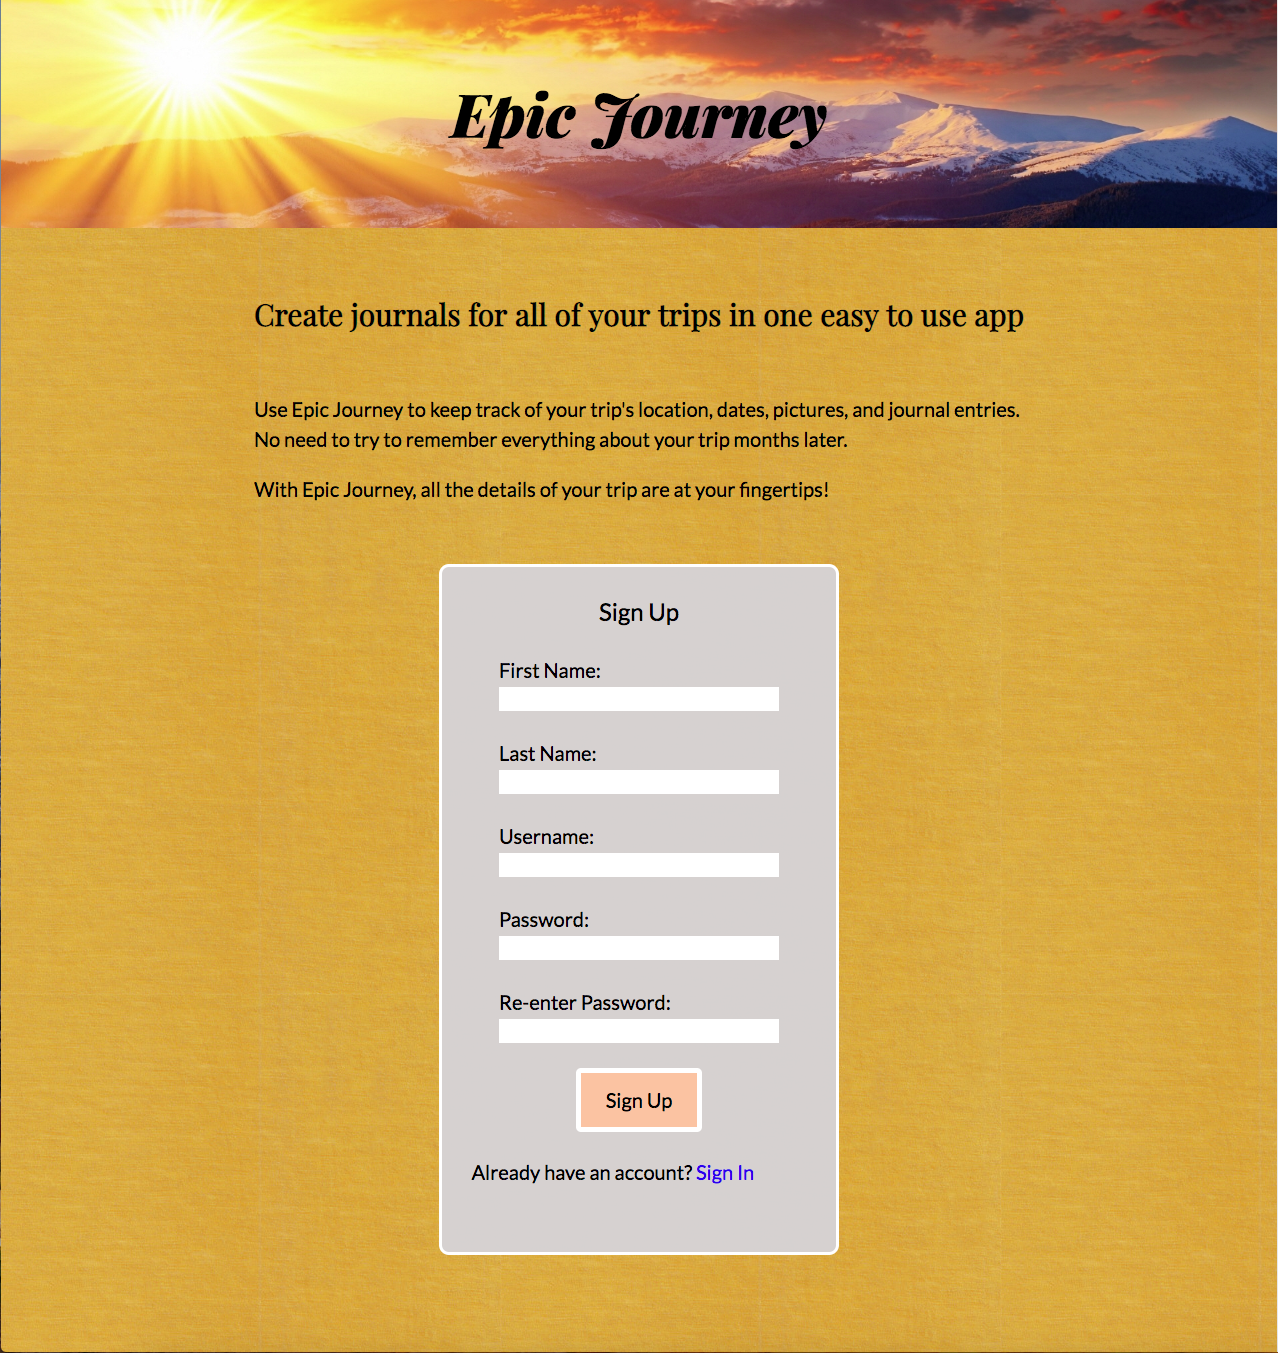 Epic Journey
Create journals for all of your trips in one easy to use app
Use Epic Journey to keep track of your trip's location, dates, pictures, and journal entries.
No need to try to remember everything about your trip months later.
With Epic Journey, all the details of your trip are at your fingertips!
Sign Up
First Name:
Last Name:
Username:
Password:
Re-enter Password:
Sign Up
Already have an account? Sign In